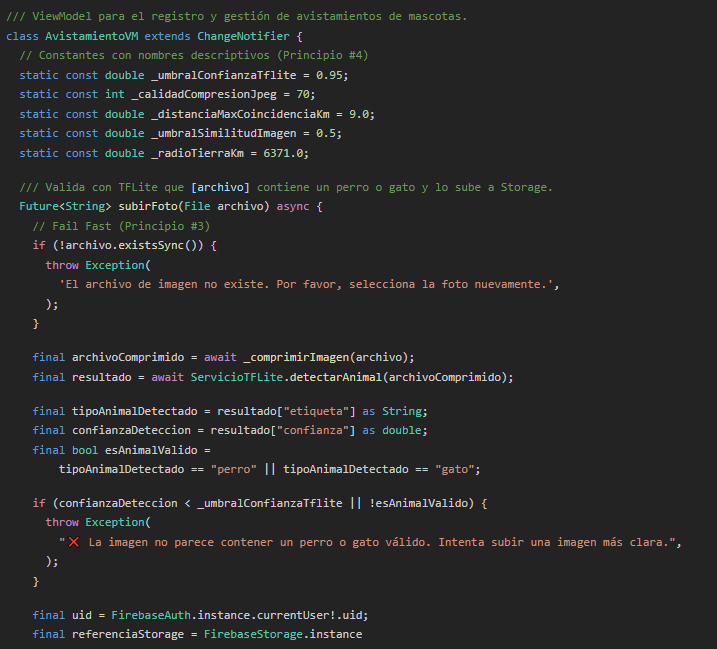 /// ViewModel para el registro y gestión de avistamientos de mascotas.
class AvistamientoVM extends ChangeNotifier {
  // Constantes con nombres descriptivos (Principio #4)
  static const double _umbralConfianzaTflite = 0.95;
  static const int _calidadCompresionJpeg = 70;
  static const double _distanciaMaxCoincidenciaKm = 9.0;
  static const double _umbralSimilitudImagen = 0.5;
  static const double _radioTierraKm = 6371.0;

  /// Valida con TFLite que [archivo] contiene un perro o gato y lo sube a Storage.
  Future<String> subirFoto(File archivo) async {
    // Fail Fast (Principio #3)
    if (!archivo.existsSync()) {
      throw Exception(
        'El archivo de imagen no existe. Por favor, selecciona la foto nuevamente.',
      );
    }

    final archivoComprimido = await _comprimirImagen(archivo);
    final resultado = await ServicioTFLite.detectarAnimal(archivoComprimido);

    final tipoAnimalDetectado = resultado["etiqueta"] as String;
    final confianzaDeteccion = resultado["confianza"] as double;
    final bool esAnimalValido =
        tipoAnimalDetectado == "perro" || tipoAnimalDetectado == "gato";

    if (confianzaDeteccion < _umbralConfianzaTflite || !esAnimalValido) {
      throw Exception(
        "❌ La imagen no parece contener un perro o gato válido. Intenta subir una imagen más clara.",
      );
    }

    final uid = FirebaseAuth.instance.currentUser!.uid;
    final referenciaStorage = FirebaseStorage.instance